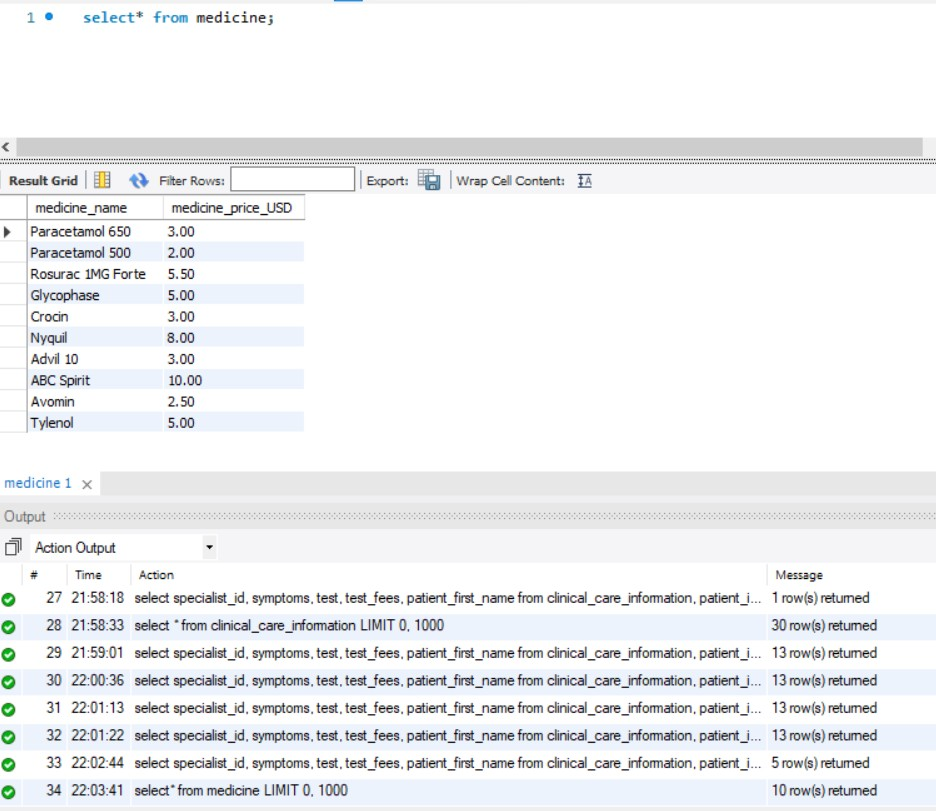 1 select* from medicine;
Result Grid Filter Rows: Export: Wrap Cell Content:
medicine_name medicine_price_USD
Paracetamol 650 3.00
Paracetamol 500 2.00
Rosurac 1MG Forte 5.50
Glycophase 5.00
Crocin 3.00
Nyquil 8.00
Advil 10 3.00
ABC Spirit 10.00
Avomin 2.50
Tylenol 5.00
medicine 1
Output
Action Output
# Time Action Message
27 21:58:18 select specialist_id, symptoms, test, test_fees, patient_first_name from clinical_care_information, patient_i... 1 row(s) returned
28 21:58:33 select * from clinical_care_information LIMIT 0, 1000 30 row(s) returned
29 21:59:01 select specialist_id, symptoms, test, test_fees, patient_first_name from clinical_care_information, patient_i... 13 row(s) returned
30 22:00:36 select specialist_id, symptoms, test, test_fees, patient_first_name from clinical_care_information, patient_i... 13 row(s) returned
31 22:01:13 select specialist_id, symptoms, test, test_fees, patient_first_name from clinical_care_information, patient_i... 13 row(s) returned
32 22:01:22 select specialist_id, symptoms, test, test_fees, patient_first_name from clinical_care_information, patient_i... 13 row(s) returned
33 22:02:44 select specialist_id, symptoms, test, test_fees, patient_first_name from clinical_care_information, patient_i... 5 row(s) returned
34 22:03:41 select* from medicine LIMIT 0, 1000 10 row(s) returned